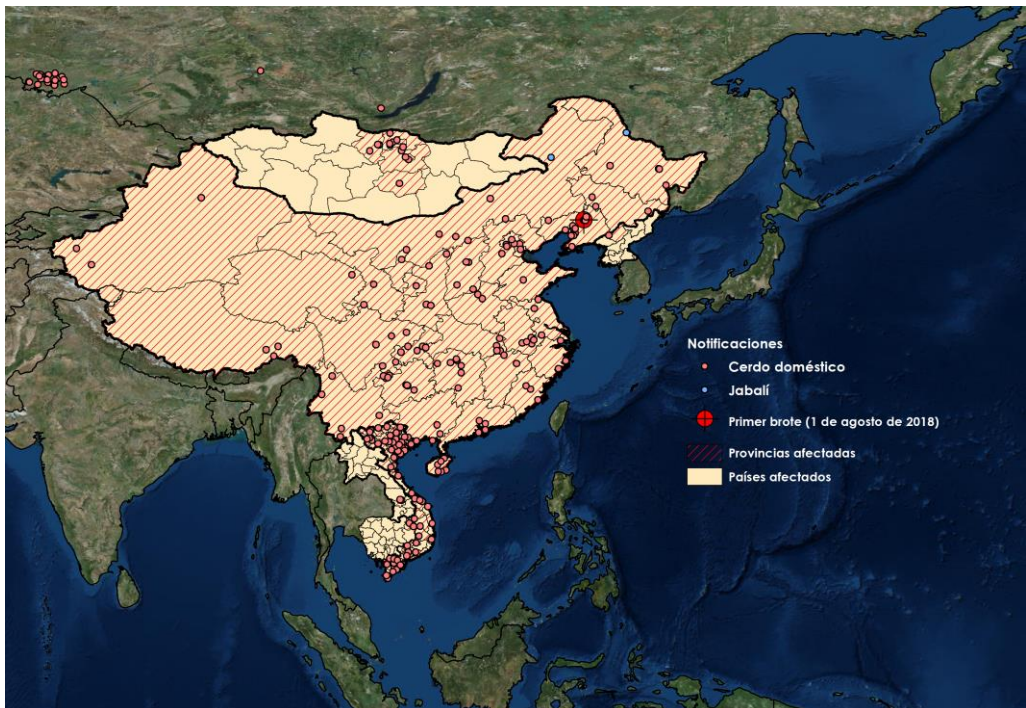 Notificaciones
Cerdo doméstico
Jabalí
Primer brote (1 de agosto de 2018)
Provincias afectadas
Países afectados